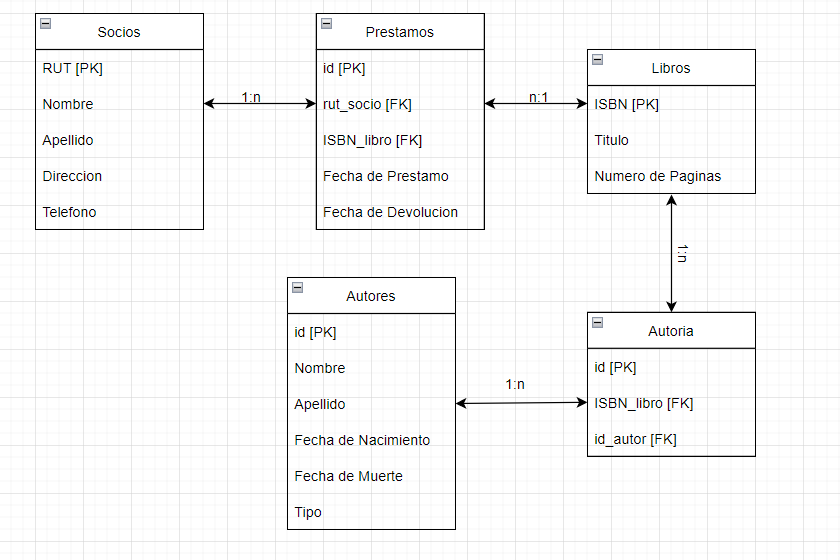 Socios
RUT [PK]
Nombre
Apellido
Direccion
Telefono
1:n
Prestamos
id [PK]
rut_socio [FK]
ISBN_libro [FK]
Fecha de Prestamo
Fecha de Devolucion
n:1
Libros
ISBN [PK]
Titulo
Numero de Paginas
1:n
Autores
id [PK]
Nombre
Apellido
Fecha de Nacimiento
Fecha de Muerte
Tipo
1:n
Autoria
id [PK]
ISBN_libro [FK]
id_autor [FK]